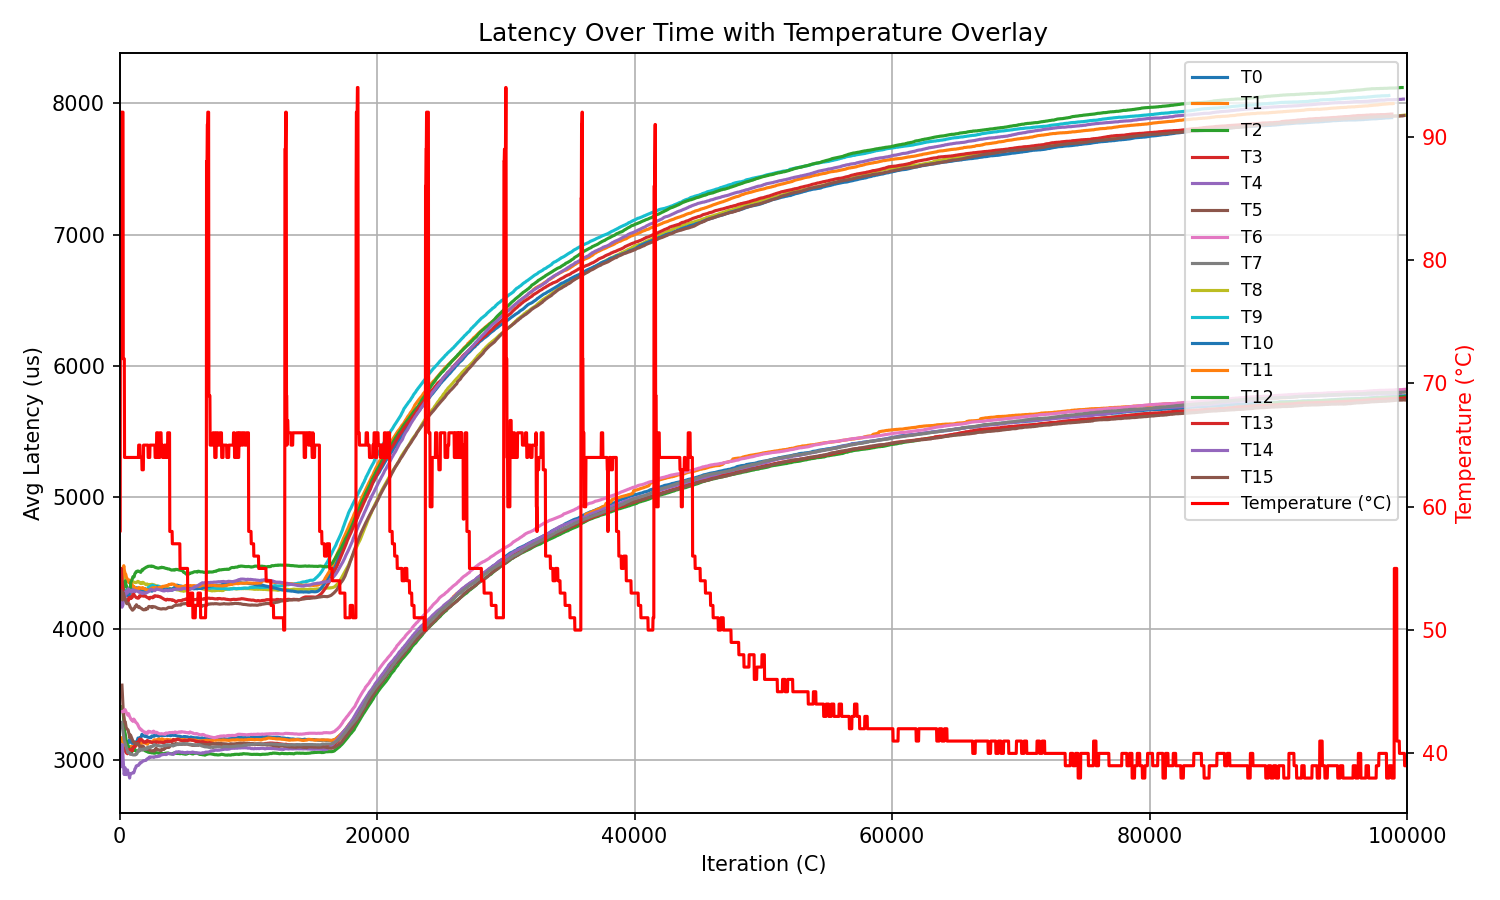 Latency Over Time with Temperature Overlay
8000
7000
6000
5000
4000
3000
Avg Latency (us)
0
20000
40000
60000
80000
100000
Iteration (C)
90
80
70
60
50
40
Temperature (°C)
T0
T1
T2
T3
T4
T5
T6
T7
T8
T9
T10
T11
T12
T13
T14
T15
Temperature (°C)